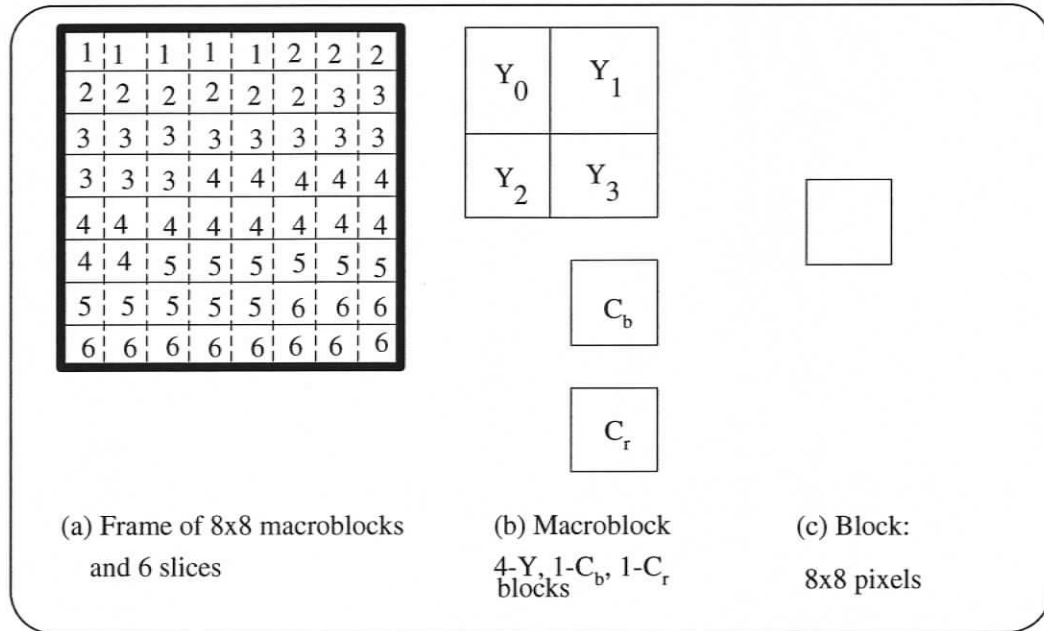 1 1 1 1 1 2 2 2
2 2 2 2 2 2 3 3
3 3 3 3 3 3 3 3
3 3 3 4 4 4 4 4
4 4 4 4 4 4 4 4
4 4 5 5 5 5 5 5
5 5 5 5 5 6 6 6
6 6 6 6 6 6 6 6
Y0 Y1
Y2 Y3
Cb
Cr
(a) Frame of 8x8 macroblocks
and 6 slices
(b) Macroblock
4-Y, 1-Cb, 1-Cr
blocks
(c) Block:
8x8 pixels